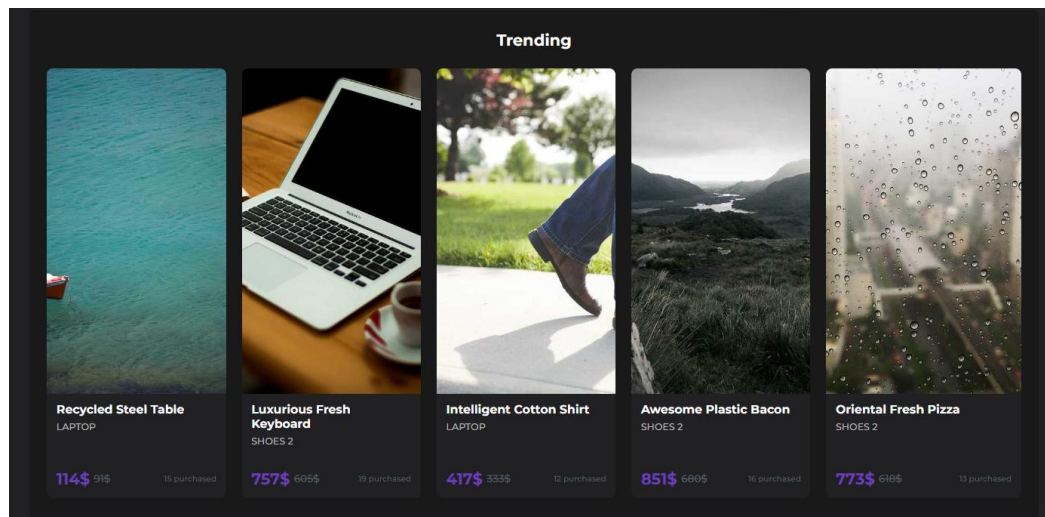 Trending
Recycled Steel Table
LAPTOP
114$ 91$ 15 purchased
Luxurious Fresh
Keyboard
SHOES 2
757$ 605$ 19 purchased
Intelligent Cotton Shirt
LAPTOP
417$ 333$ 12 purchased
Awesome Plastic Bacon
SHOES 2
851$ 680$ 16 purchased
Oriental Fresh Pizza
SHOES 2
773$ 618$ 13 purchased